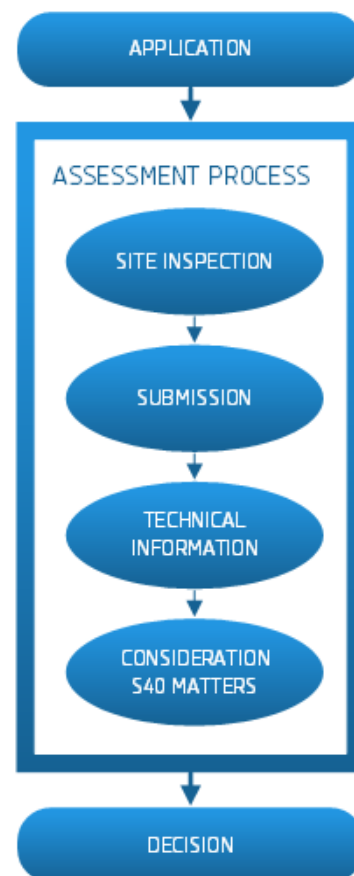 APPLICATION
ASSESSMENT PROCESS
SITE INSPECTION
SUBMISSION
TECHNICAL
INFORMATION
CONSIDERATION
S40 MATTERS
DECISION